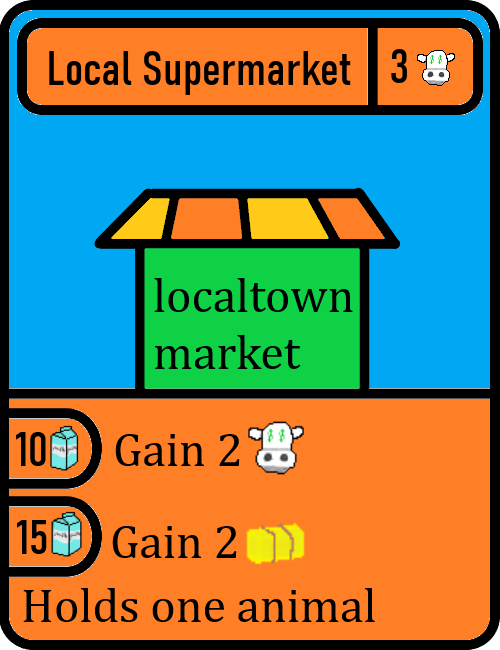 Local Supermarket 3
localtown
market
10 Gain 2
15 Gain 2
Holds one animal